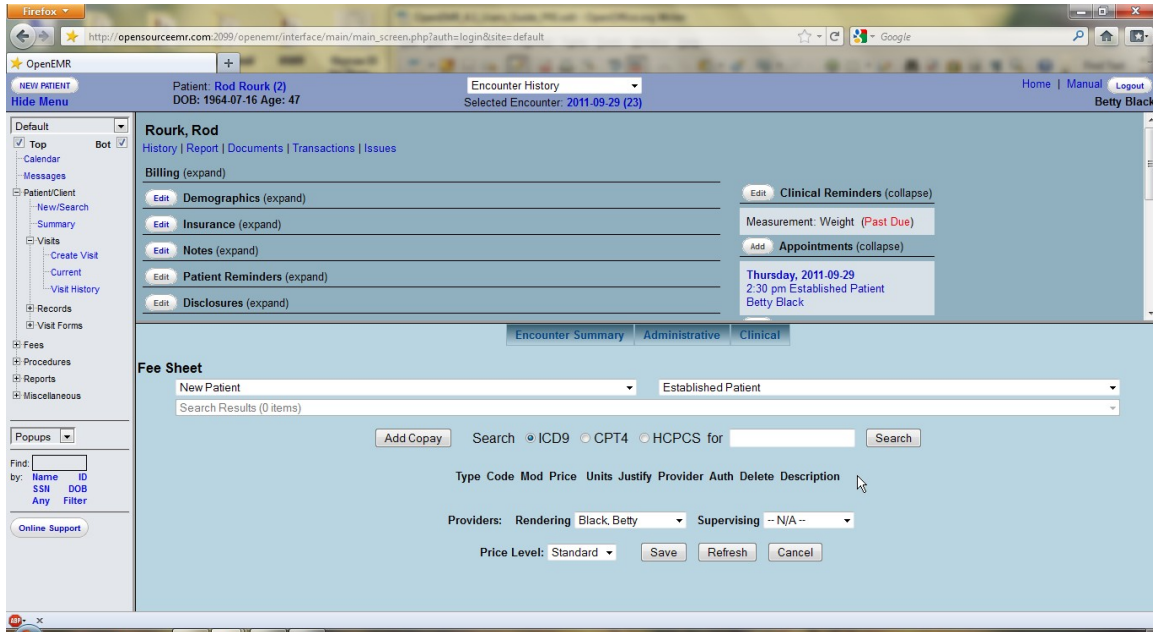 Firefox
http://opensourceemr.com:2099/openemr/interface/main/main_screen.php?auth=login&site=default
Google
OpenEMR
NEW PATIENT
Hide Menu
Patient: Rod Rourk (2)
DOB: 1964-07-16 Age: 47
Encounter History
Selected Encounter: 2011-09-29 (23)
Home | Manual Logout
Betty Black
Default
Top Bot
Calendar
Messages
Patient/Client
New/Search
Summary
Visits
Create Visit
Current
Visit History
Records
Visit Forms
Fees
Procedures
Reports
Miscellaneous
Popups
Find:
by: Name ID
SSN DOB
Any Filter
Online Support
Rourk, Rod
History | Report | Documents | Transactions | Issues
Billing (expand)
Edit Demographics (expand)
Edit Insurance (expand)
Edit Notes (expand)
Edit Patient Reminders (expand)
Edit Disclosures (expand)
Edit Clinical Reminders (collapse)
Measurement: Weight (Past Due)
Add Appointments (collapse)
Thursday, 2011-09-29
2:30 pm Established Patient
Betty Black
Encounter Summary Administrative Clinical
Fee Sheet
New Patient Established Patient
Search Results (0 items)
Add Copay Search ICD9 CPT4 HCPCS for Search
Type Code Mod Price Units Justify Provider Auth Delete Description
Providers: Rendering Black, Betty Supervising -- N/A --
Price Level: Standard Save Refresh Cancel
ABP